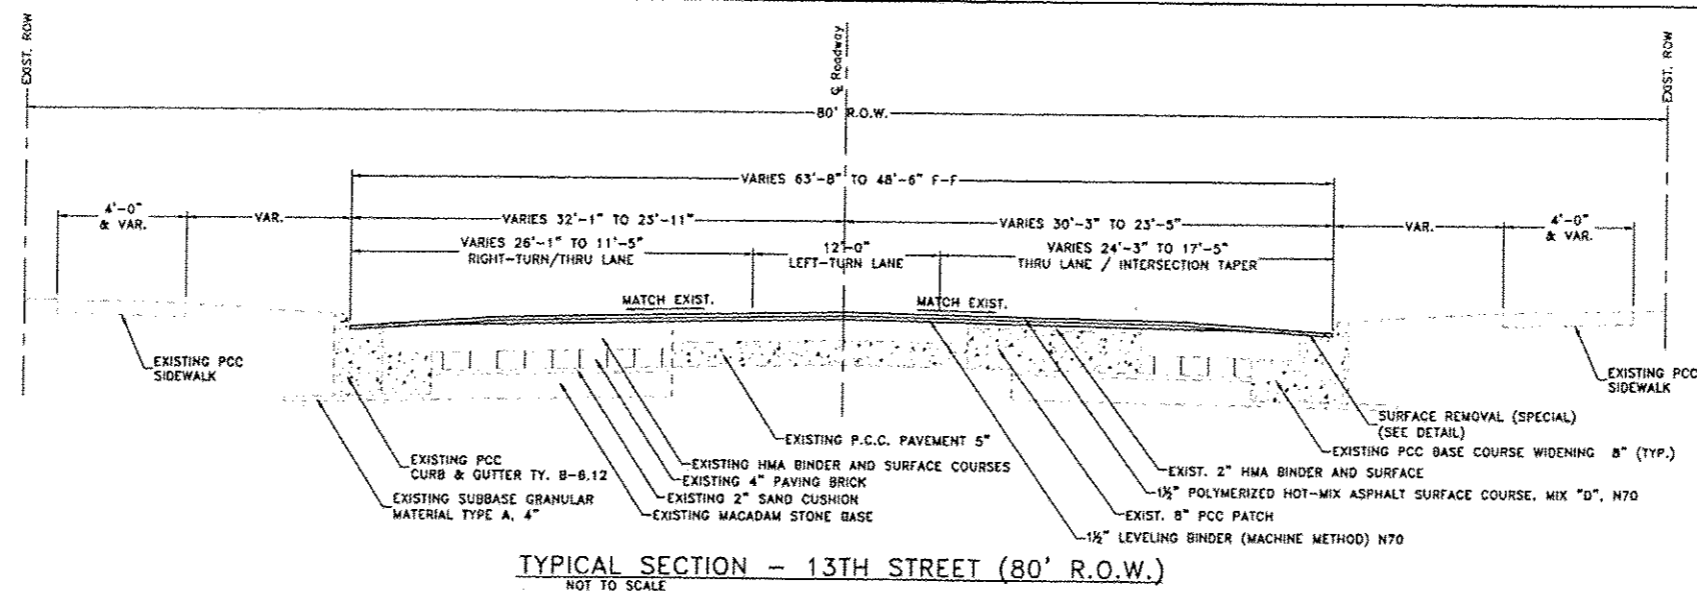 EXIST. ROW
℄ Roadway
EXIST. ROW
80' R.O.W.
VARIES 63'-8" TO 48'-6" F-F
4'-0"
& VAR.
VAR.
VARIES 32'-1" TO 23'-11"
VARIES 30'-3" TO 23'-5"
VAR.
4'-0"
& VAR.
VARIES 26'-1" TO 11'-5"
RIGHT-TURN/THRU LANE
12'-0"
LEFT-TURN LANE
VARIES 24'-3" TO 17'-5"
THRU LANE / INTERSECTION TAPER
MATCH EXIST.
MATCH EXIST.
EXISTING PCC
SIDEWALK
EXISTING PCC
SIDEWALK
SURFACE REMOVAL (SPECIAL)
(SEE DETAIL)
EXISTING P.C.C. PAVEMENT 5"
EXISTING PCC BASE COURSE WIDENING 8" (TYP.)
EXISTING PCC
CURB & GUTTER TY. B-6.12
EXISTING HMA BINDER AND SURFACE COURSES
EXIST. 2" HMA BINDER AND SURFACE
EXISTING 4" PAVING BRICK
EXISTING SUBBASE GRANULAR
MATERIAL TYPE A, 4"
EXISTING 2" SAND CUSHION
1½" POLYMERIZED HOT-MIX ASPHALT SURFACE COURSE, MIX "D", N70
EXISTING MACADAM STONE BASE
EXIST. 8" PCC PATCH
1½" LEVELING BINDER (MACHINE METHOD) N70
TYPICAL SECTION - 13TH STREET (80' R.O.W.)
NOT TO SCALE